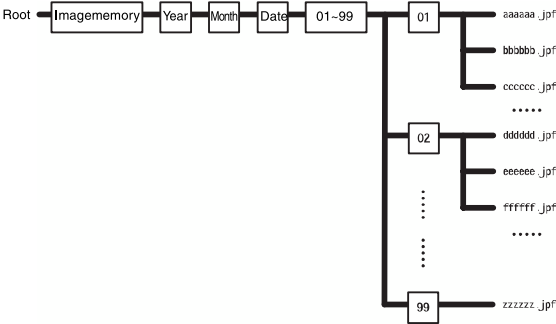 Root Imagememory Year Month Date 01~99 01 aaaaaa.jpf
bbbbbb.jpf
cccccc.jpf
.....
02 dddddd.jpf
eeeeee.jpf
ffffff.jpf
.....
99 zzzzzz.jpf